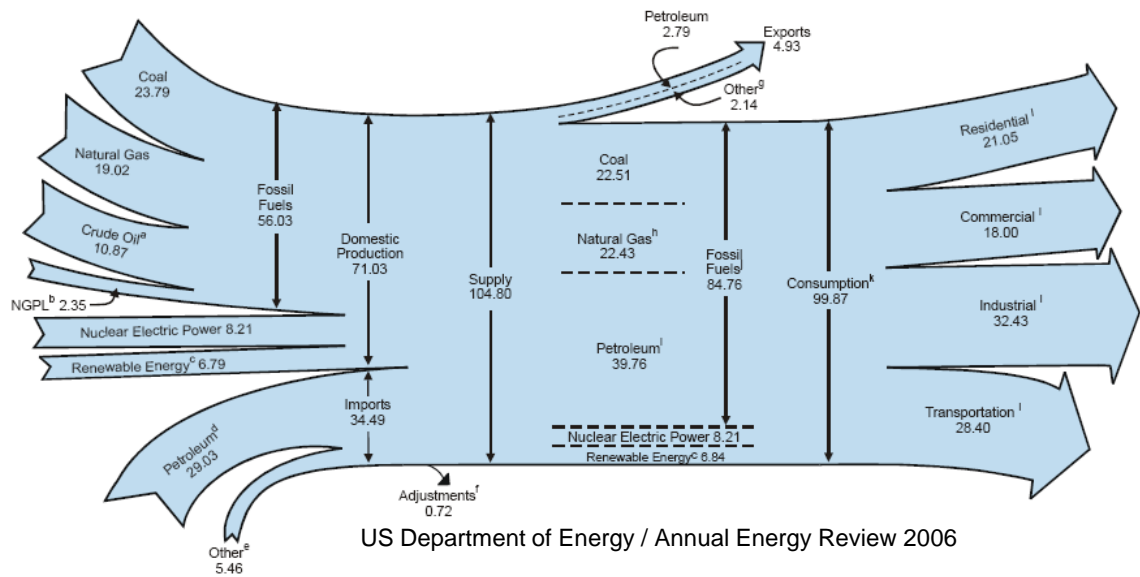 Petroleum
2.79
Exports
4.93
Other^g
2.14
Coal
23.79
Natural Gas
19.02
Crude Oil^a
10.87
NGPL^b 2.35
Nuclear Electric Power 8.21
Renewable Energy^c 6.79
Petroleum^d
29.03
Other^e
5.46
Fossil
Fuels
56.03
Domestic
Production
71.03
Imports
34.49
Adjustments^f
0.72
Supply
104.80
Coal
22.51
Natural Gas^h
22.43
Petroleum^i
39.76
Nuclear Electric Power 8.21
Renewable Energy^c 6.84
Fossil
Fuels^j
84.76
Consumption^k
99.87
Residential^l
21.05
Commercial^l
18.00
Industrial^l
32.43
Transportation^l
28.40
US Department of Energy / Annual Energy Review 2006